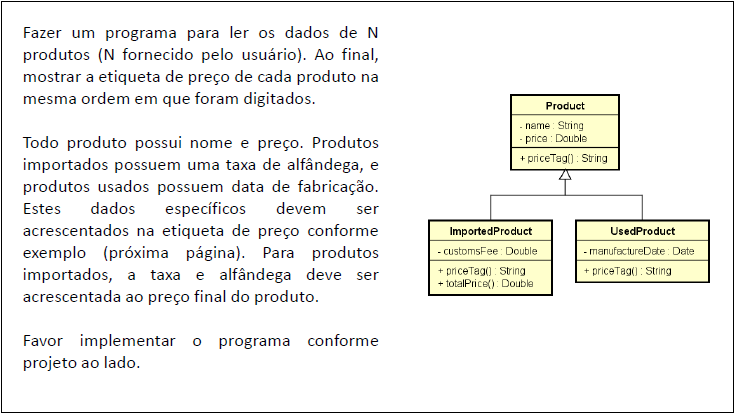 Fazer um programa para ler os dados de N
produtos (N fornecido pelo usuário). Ao final,
mostrar a etiqueta de preço de cada produto na
mesma ordem em que foram digitados.
Todo produto possui nome e preço. Produtos
importados possuem uma taxa de alfândega, e
produtos usados possuem data de fabricação.
Estes dados específicos devem ser
acrescentados na etiqueta de preço conforme
exemplo (próxima página). Para produtos
importados, a taxa e alfândega deve ser
acrescentada ao preço final do produto.
Favor implementar o programa conforme
projeto ao lado.
Product
- name : String
- price : Double
+ priceTag() : String
ImportedProduct
- customsFee : Double
+ priceTag() : String
+ totalPrice() : Double
UsedProduct
- manufactureDate : Date
+ priceTag() : String